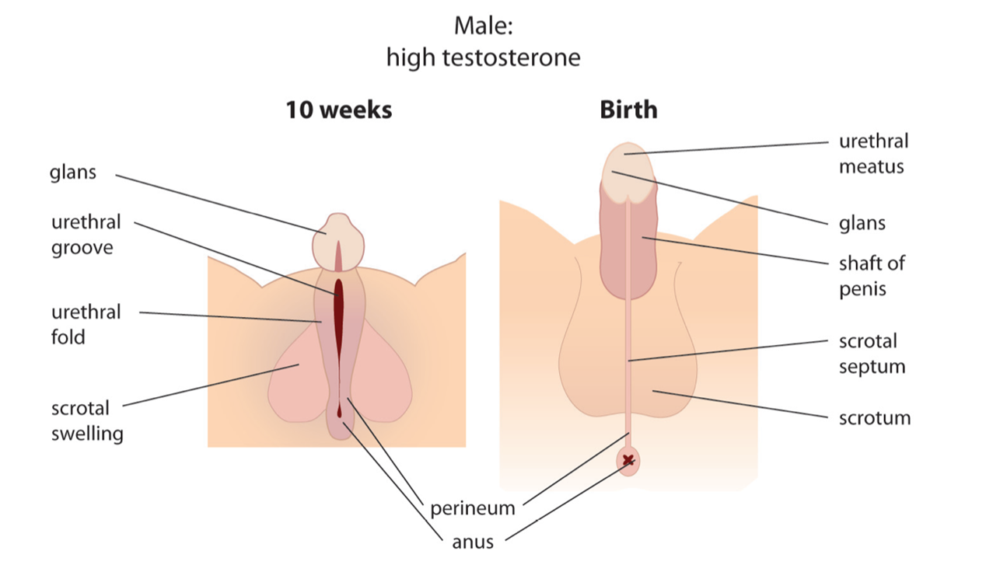 Male:
high testosterone
10 weeks
Birth
glans
urethral
groove
urethral
fold
scrotal
swelling
urethral
meatus
glans
shaft of
penis
scrotal
septum
scrotum
perineum
anus